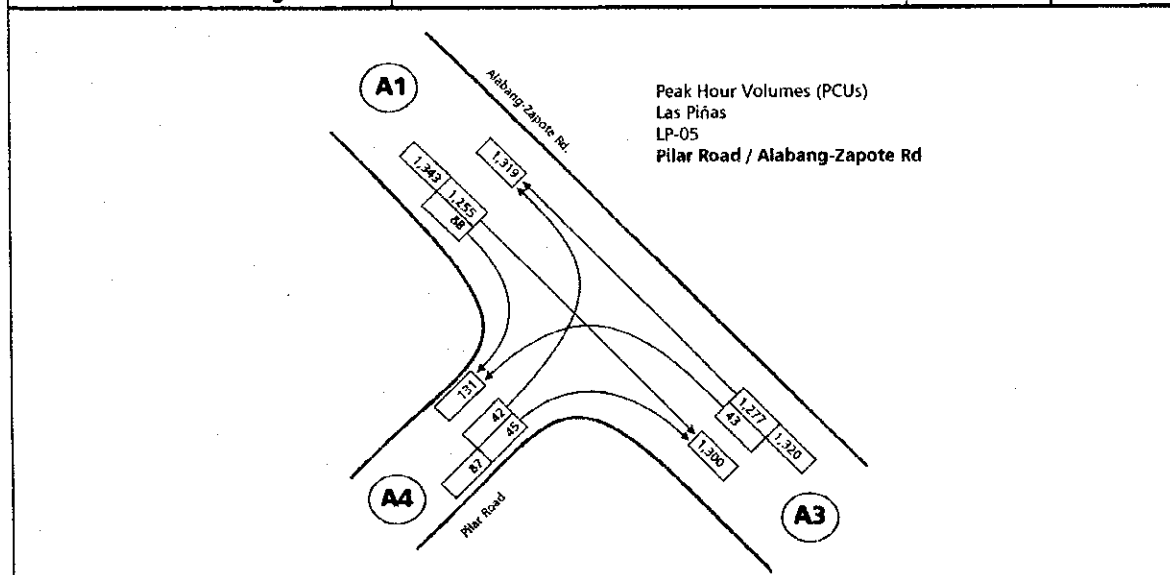 A1
Alabang-Zapote Rd.
Peak Hour Volumes (PCUs)
Las Piñas
LP-05
Pilar Road / Alabang-Zapote Rd
1,343
1,255
88
1,319
131
42
45
87
1,277
43
1,320
1,300
A4
Pilar Road
A3